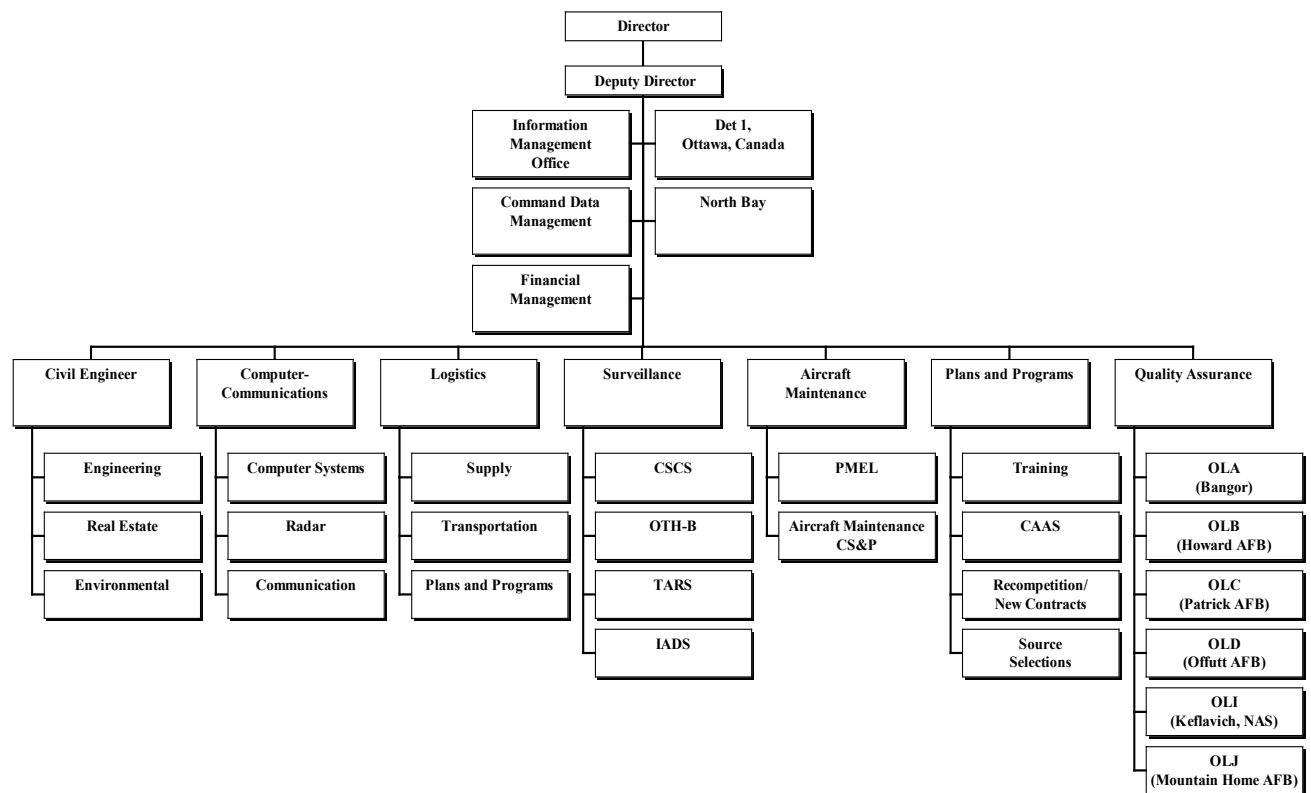 Director
Deputy Director
Information
Management
Office
Det 1,
Ottawa, Canada
Command Data
Management
North Bay
Financial
Management
Civil Engineer
Computer-
Communications
Logistics
Surveillance
Aircraft
Maintenance
Plans and Programs
Quality Assurance
Engineering
Real Estate
Environmental
Computer Systems
Radar
Communication
Supply
Transportation
Plans and Programs
CSCS
OTH-B
TARS
IADS
PMEL
Aircraft Maintenance
CS&P
Training
CAAS
Recompetition/
New Contracts
Source
Selections
OLA
(Bangor)
OLB
(Howard AFB)
OLC
(Patrick AFB)
OLD
(Offutt AFB)
OLI
(Keflavich, NAS)
OLJ
(Mountain Home AFB)